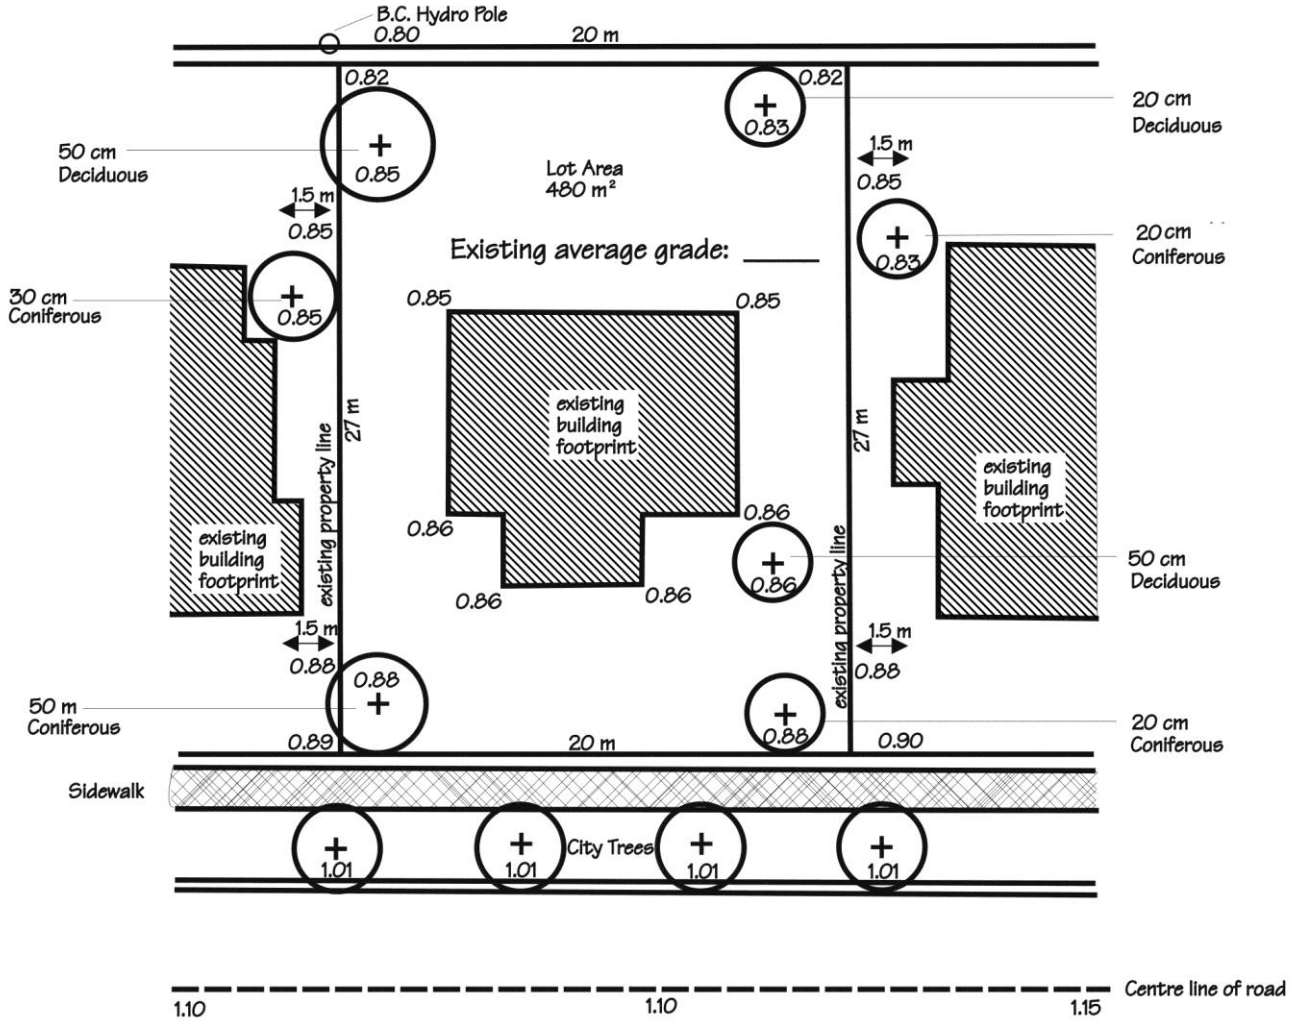 B.C. Hydro Pole
0.80
20 m
0.82
0.82
20 cm
Deciduous
0.83
50 cm
Deciduous
0.85
1.5 m
0.85
Lot Area
480 m²
1.5 m
0.85
20 cm
Coniferous
0.83
Existing average grade: ______
30 cm
Coniferous
0.85
0.85
0.85
existing
building
footprint
27 m
27 m
existing property line
existing property line
existing
building
footprint
existing
building
footprint
0.86
0.86
0.86
0.86
0.86
50 cm
Deciduous
1.5 m
0.88
1.5 m
0.88
50 m
Coniferous
0.88
0.88
20 cm
Coniferous
0.89
20 m
0.90
Sidewalk
City Trees
1.01
1.01
1.01
1.01
Centre line of road
1.10
1.10
1.15